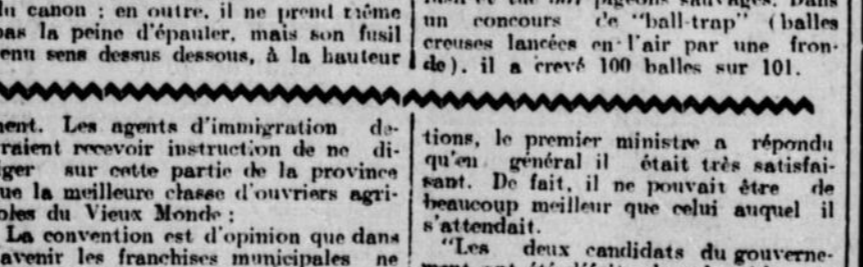 du canon ; en outre, il ne prend même
pas la peine d'épauler, mais son fusil
tenu sens dessus dessous, à la hauteur
un concours de "ball-trap" (balles
creuses lancées en l'air par une fron-
de). il a crevé 100 balles sur 101.
ment. Les agents d'immigration de-
vraient recevoir instruction de ne di-
riger sur cette partie de la province
que la meilleure classe d'ouvriers agri-
coles du Vieux Monde ;
La convention est d'opinion que dans
l'avenir les franchises municipales ne
tions, le premier ministre a répondu
qu'en général il était très satisfai-
sant. De fait, il ne pouvait être de
beaucoup meilleur que celui auquel il
s'attendait.
"Les deux candidats du gouverne-